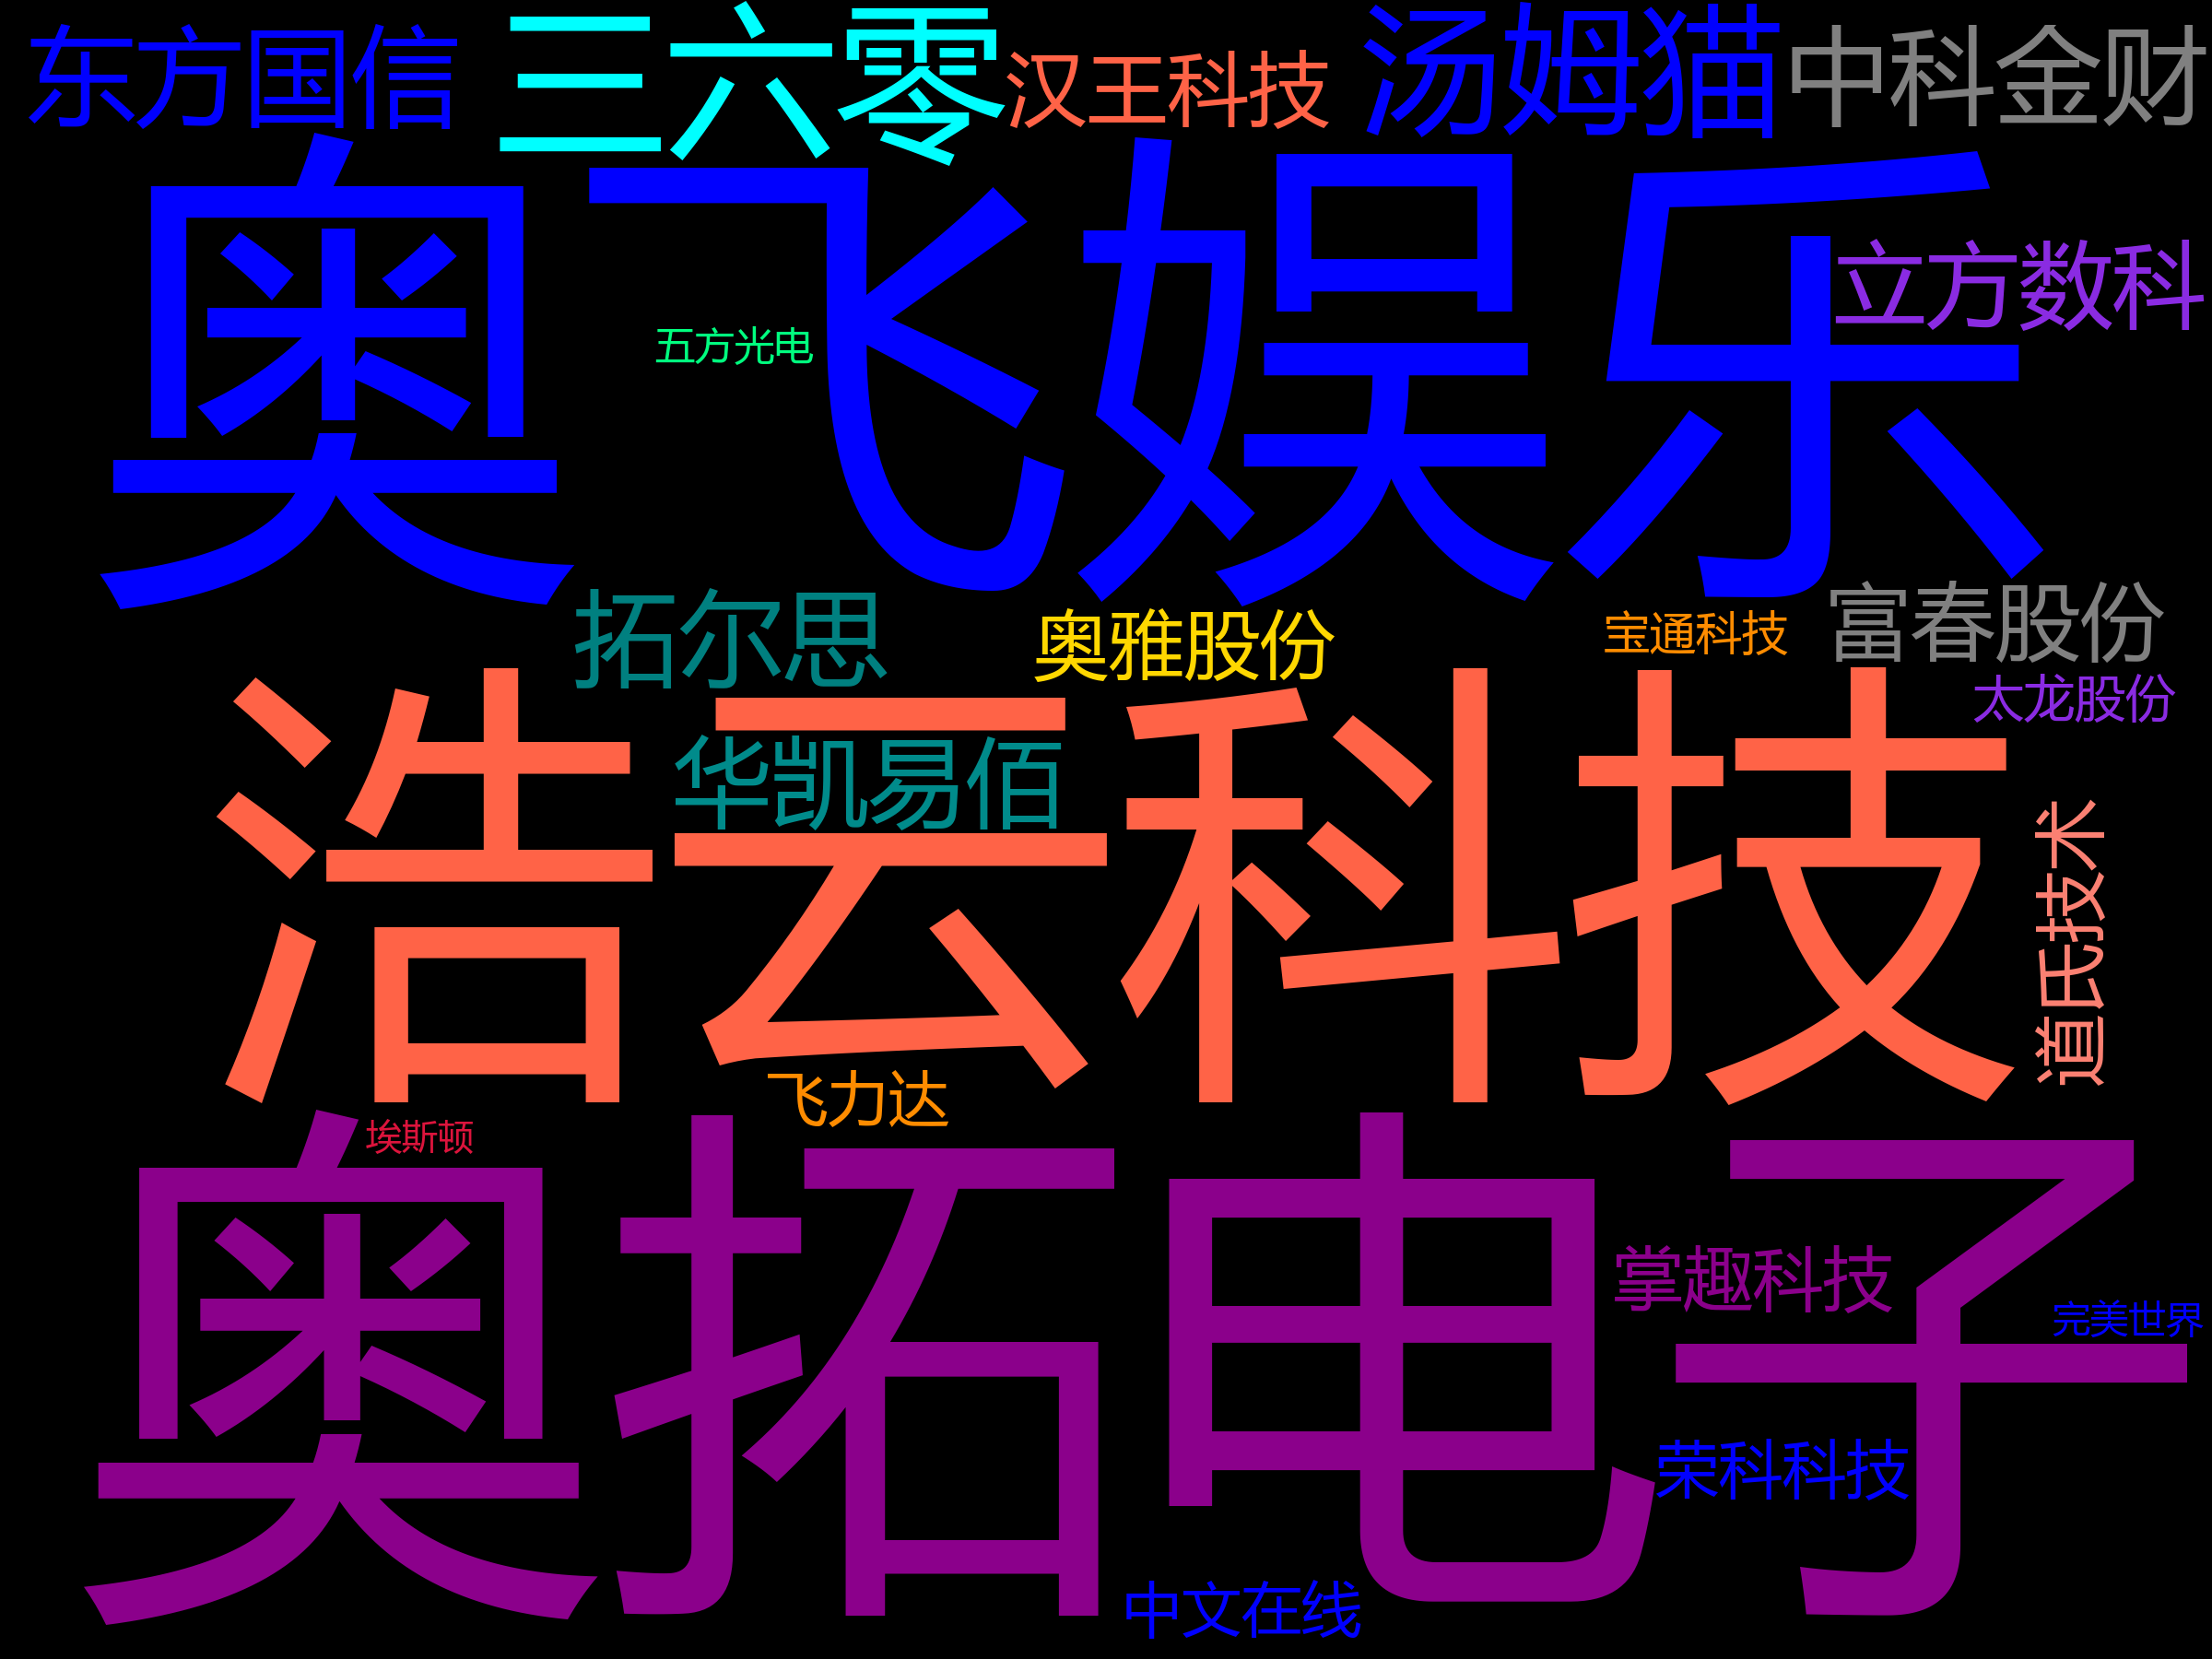 东方国信
三六零
汉王科技
汤姆猫
中科金财
奥飞娱乐
立方数科
五方光电
拓尔思
奥雅股份
宝通科技
富春股份
太龙股份
浩云科技
华凯易佰
道氏技术
飞力达
埃斯顿
奥拓电子
掌趣科技
完美世界
荣科科技
中文在线